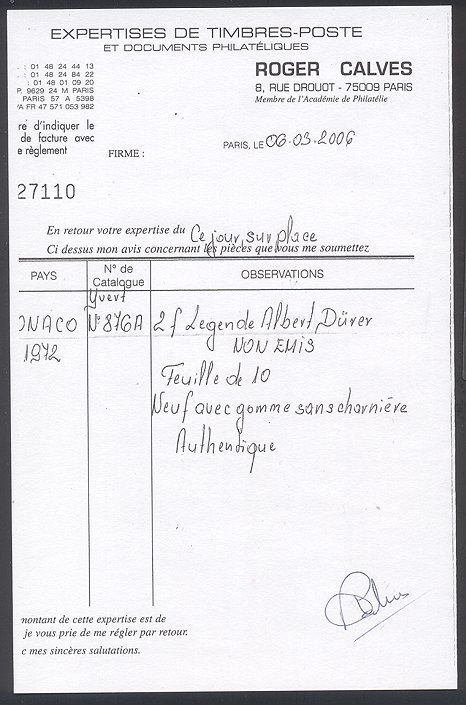 EXPERTISES DE TIMBRES-POSTE
ET DOCUMENTS PHILATÉLIQUES
: 01 48 24 44 13
: 01 48 24 84 22
: 01 48 01 09 20
P. 9629 24 M PARIS
PARIS 57 A 5398
/A FR 47 571 053 982
ROGER CALVES
8, RUE DROUOT - 75009 PARIS
Membre de l'Académie de Philatélie
re d'indiquer le
de facture avec
e règlement
FIRME :
PARIS, LE 06-03-2006
27110
En retour votre expertise du Ce jour, sur place
Ci dessus mon avis concernant les pièces que vous me soumettez
PAYS
N° de
Catalogue
OBSERVATIONS
Yvert
ONACO N° 876A 2 f Legende Albert Dürer
1972 NON EMIS
Feuille de 10
Neuf avec gomme sans charnière
Authentique
montant de cette expertise est de
je vous prie de me régler par retour.
c mes sincères salutations.